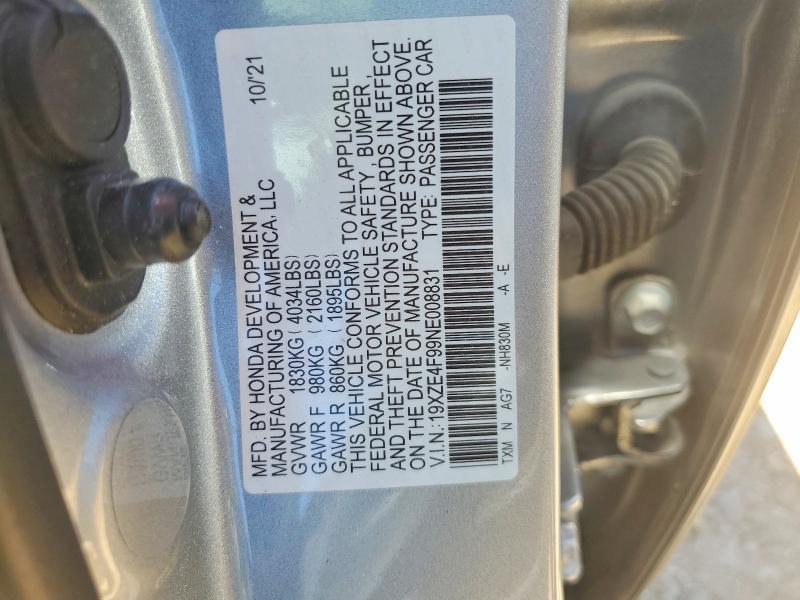 MFD. BY HONDA DEVELOPMENT & 10/'21
MANUFACTURING OF AMERICA, LLC
GVWR 1830KG ( 4034LBS)
GAWR F 980KG ( 2160LBS)
GAWR R 860KG ( 1895LBS)
THIS VEHICLE CONFORMS TO ALL APPLICABLE
FEDERAL MOTOR VEHICLE SAFETY , BUMPER ,
AND THEFT PREVENTION STANDARDS IN EFFECT
ON THE DATE OF MANUFACTURE SHOWN ABOVE.
V.I.N.: 19XZE4F99NE008831 TYPE: PASSENGER CAR
TXM N AG7 -NH830M -A -E